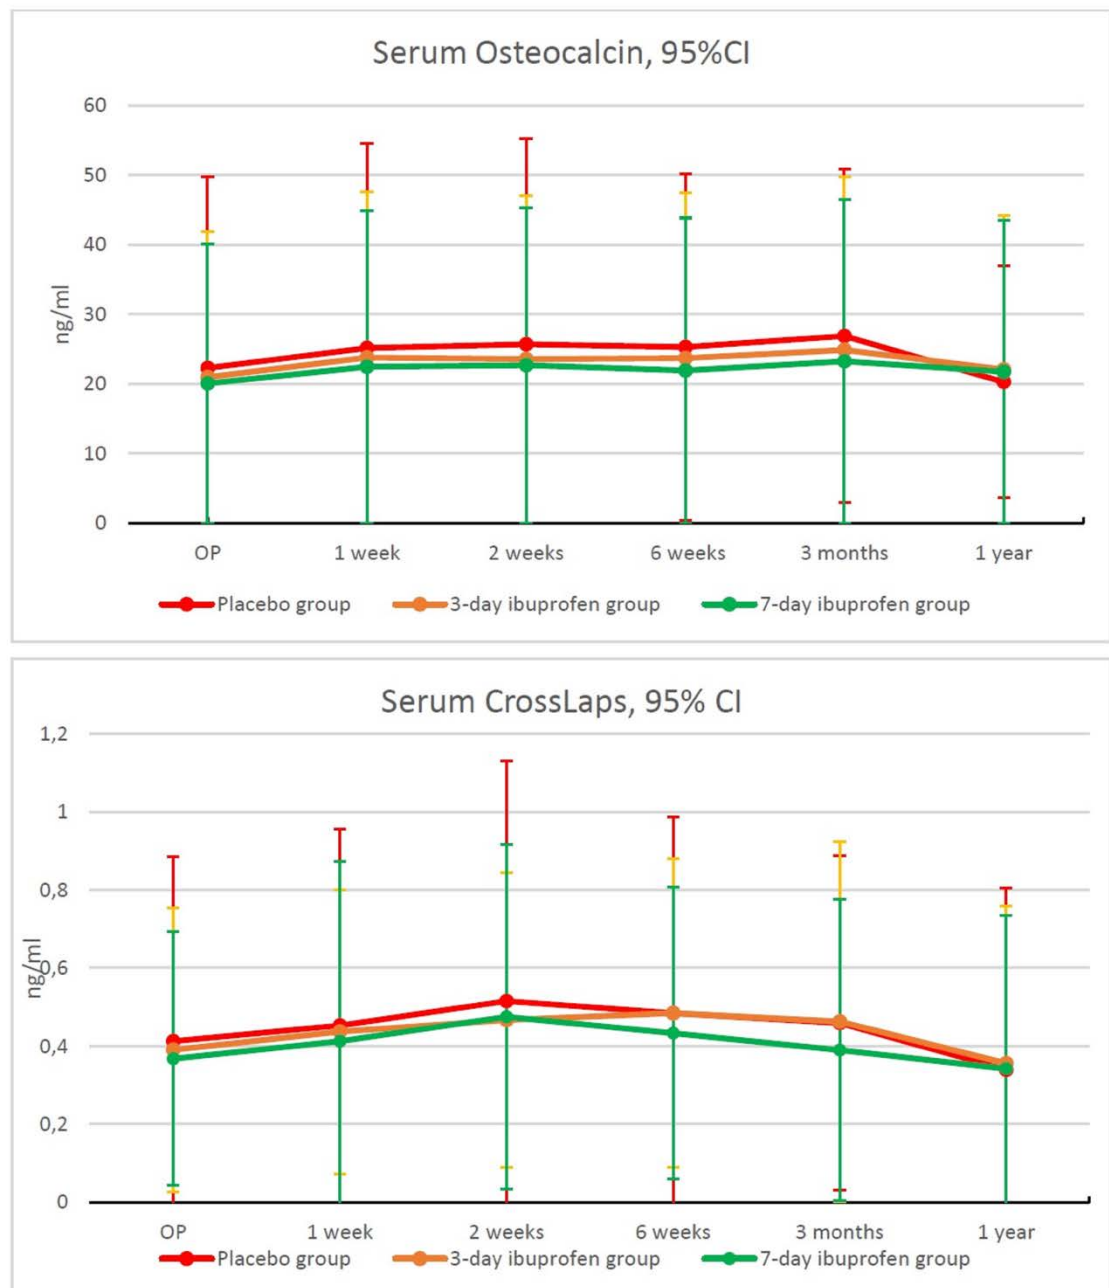 Serum Osteocalcin, 95%CI
60
50
40
30
20
10
0
ng/ml
OP 1 week 2 weeks 6 weeks 3 months 1 year
Placebo group 3-day ibuprofen group 7-day ibuprofen group
Serum CrossLaps, 95% CI
1,2
1
0,8
0,6
0,4
0,2
0
ng/ml
OP 1 week 2 weeks 6 weeks 3 months 1 year
Placebo group 3-day ibuprofen group 7-day ibuprofen group